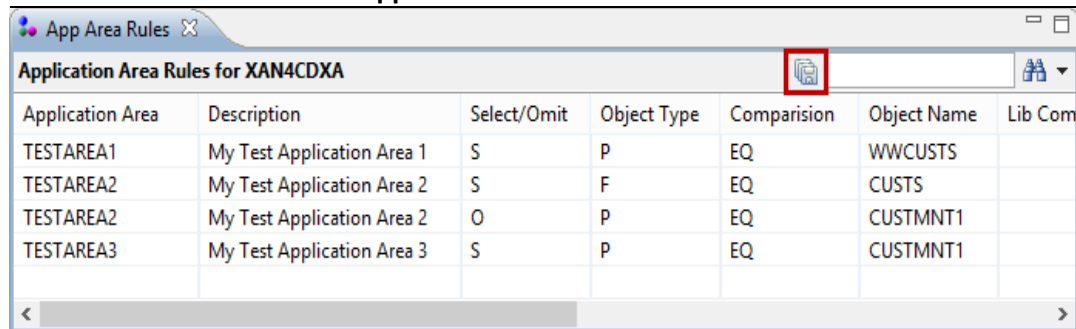 App Area Rules
Application Area Rules for XAN4CDXA
Application Area Description Select/Omit Object Type Comparision Object Name Lib Com
TESTAREA1 My Test Application Area 1 S P EQ WWCUSTS
TESTAREA2 My Test Application Area 2 S F EQ CUSTS
TESTAREA2 My Test Application Area 2 O P EQ CUSTMNT1
TESTAREA3 My Test Application Area 3 S P EQ CUSTMNT1